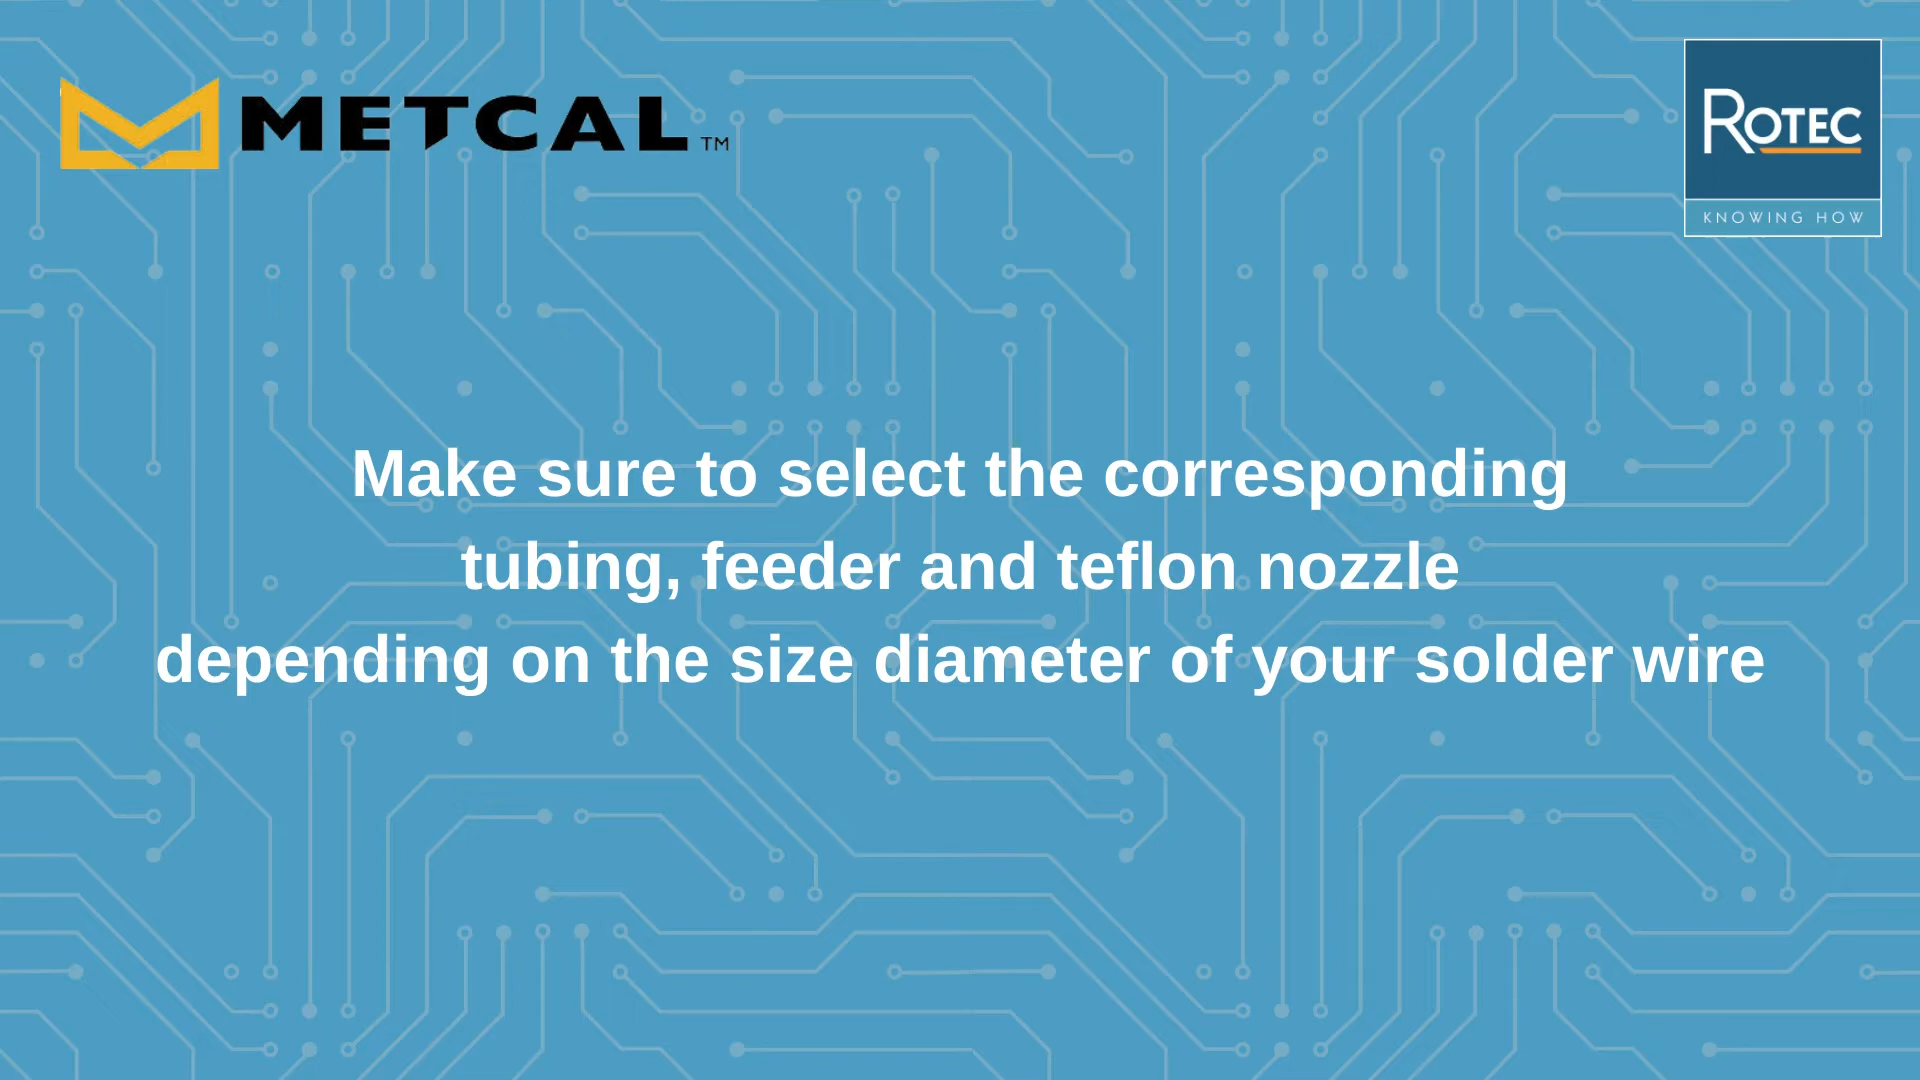 METCAL™
ROTEC
KNOWING HOW
Make sure to select the corresponding
tubing, feeder and teflon nozzle
depending on the size diameter of your solder wire